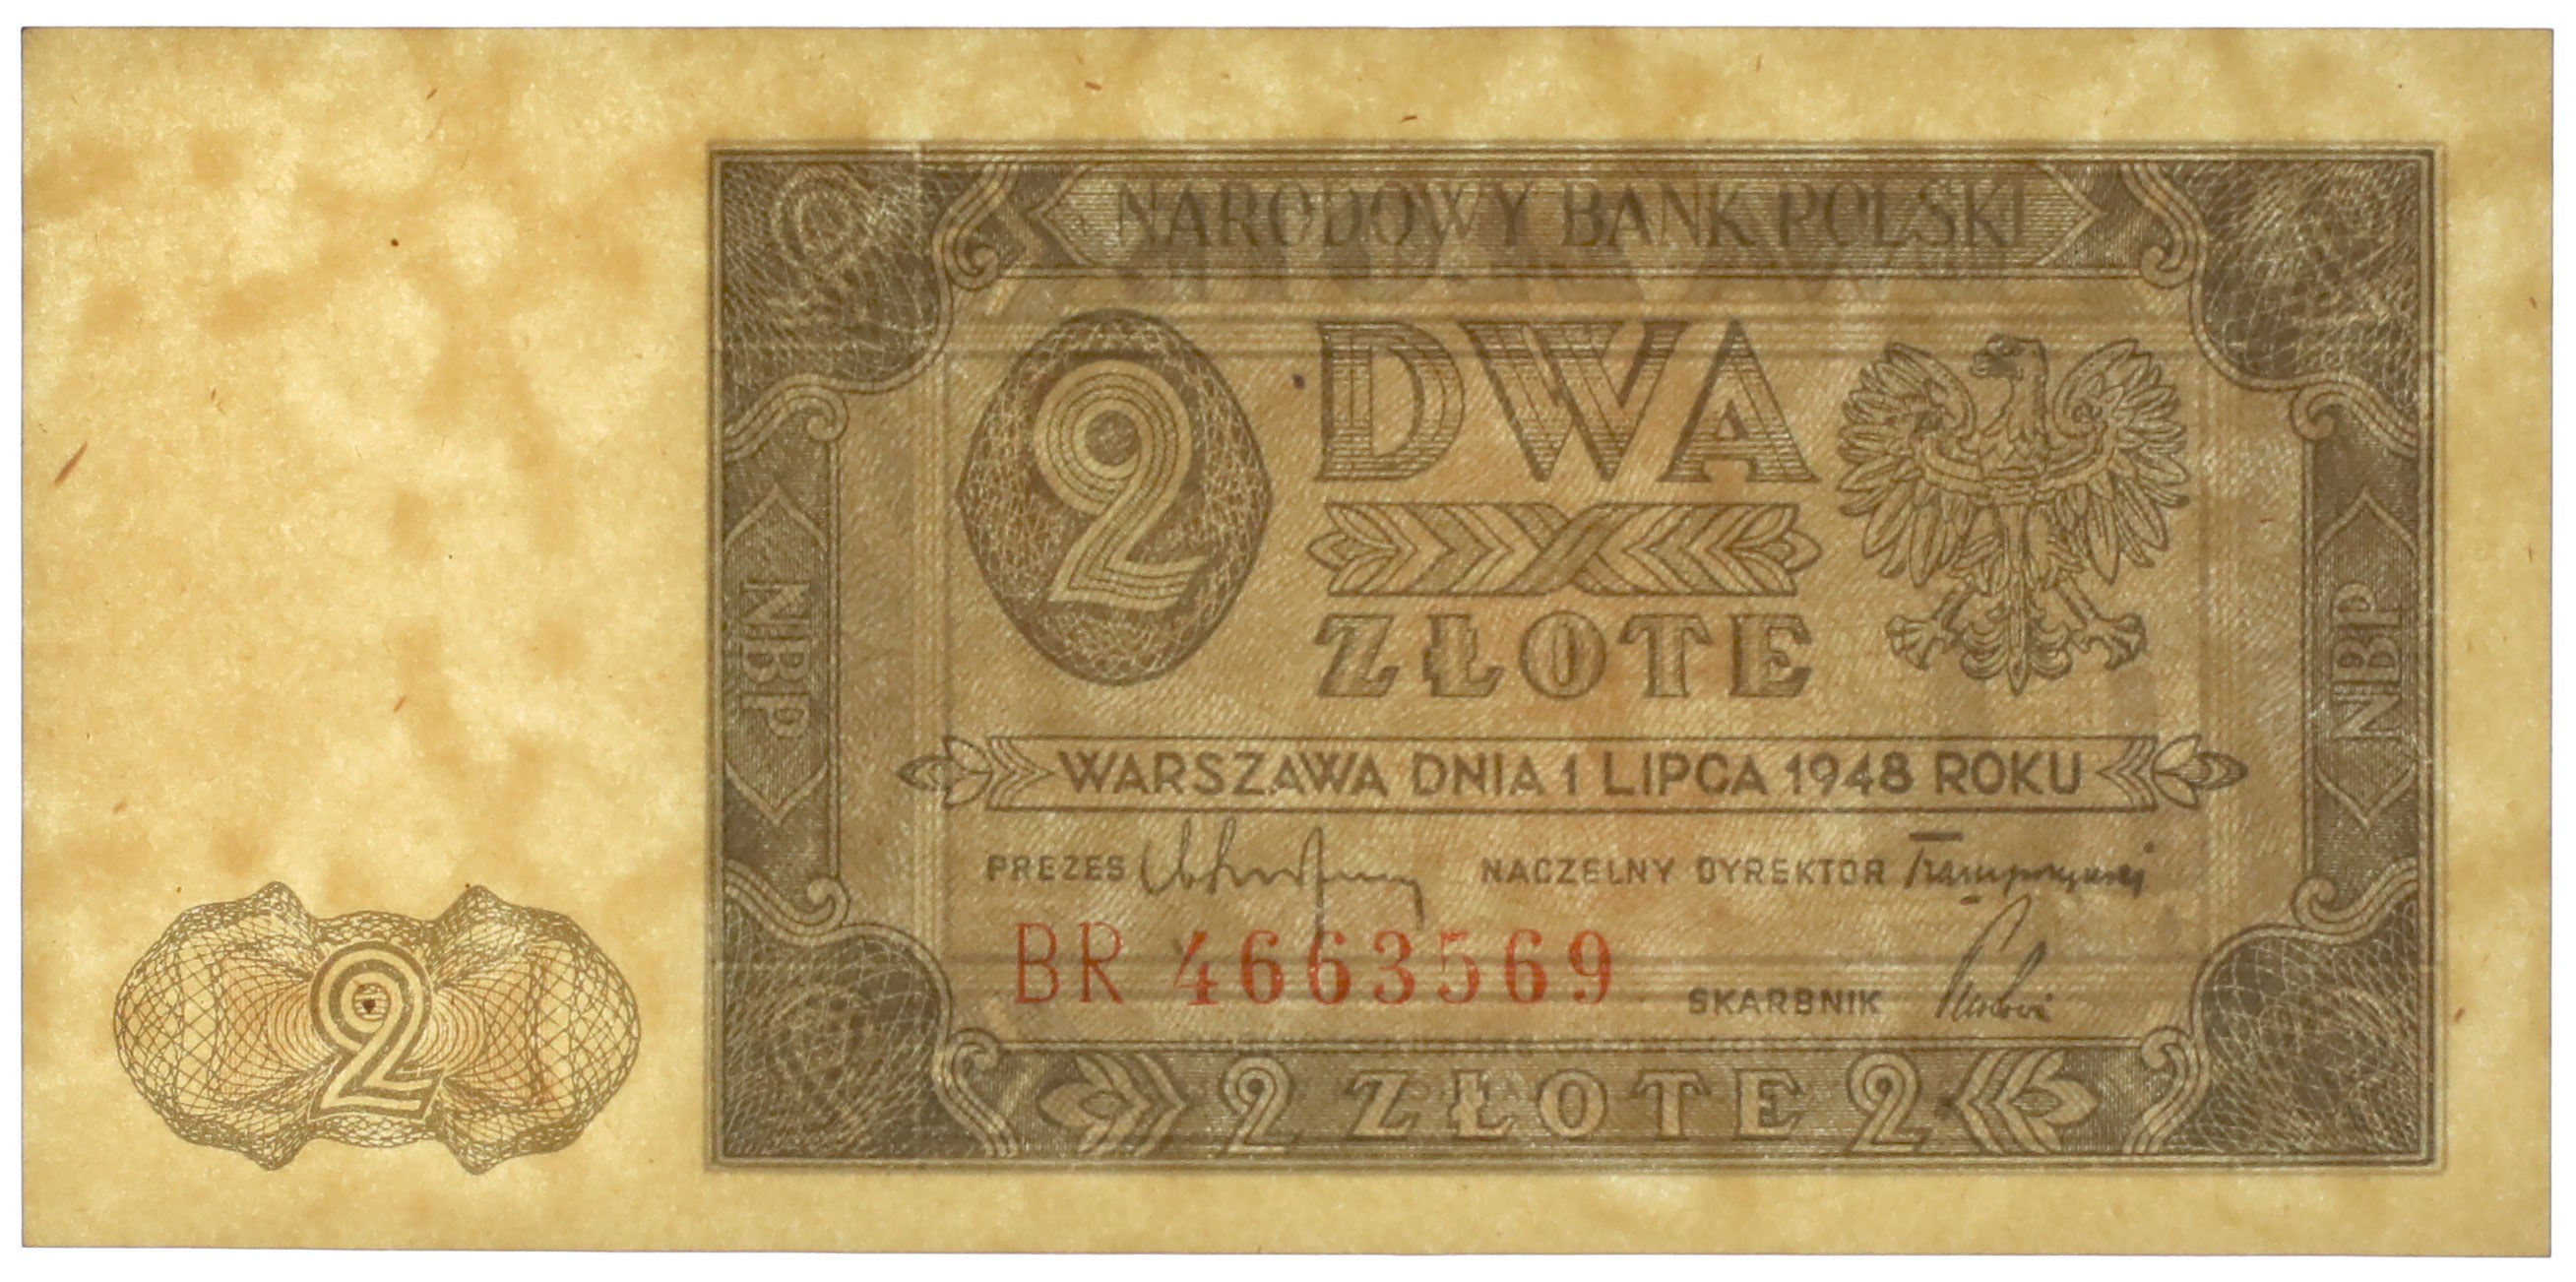 NARODOWY BANK POLSKI
2
DWA
ZŁOTE
NBP
NBP
WARSZAWA DNIA 1 LIPCA 1948 ROKU
PREZES
NACZELNY DYREKTOR
BR 4663569
SKARBNIK
2
2 ZŁOTE 2